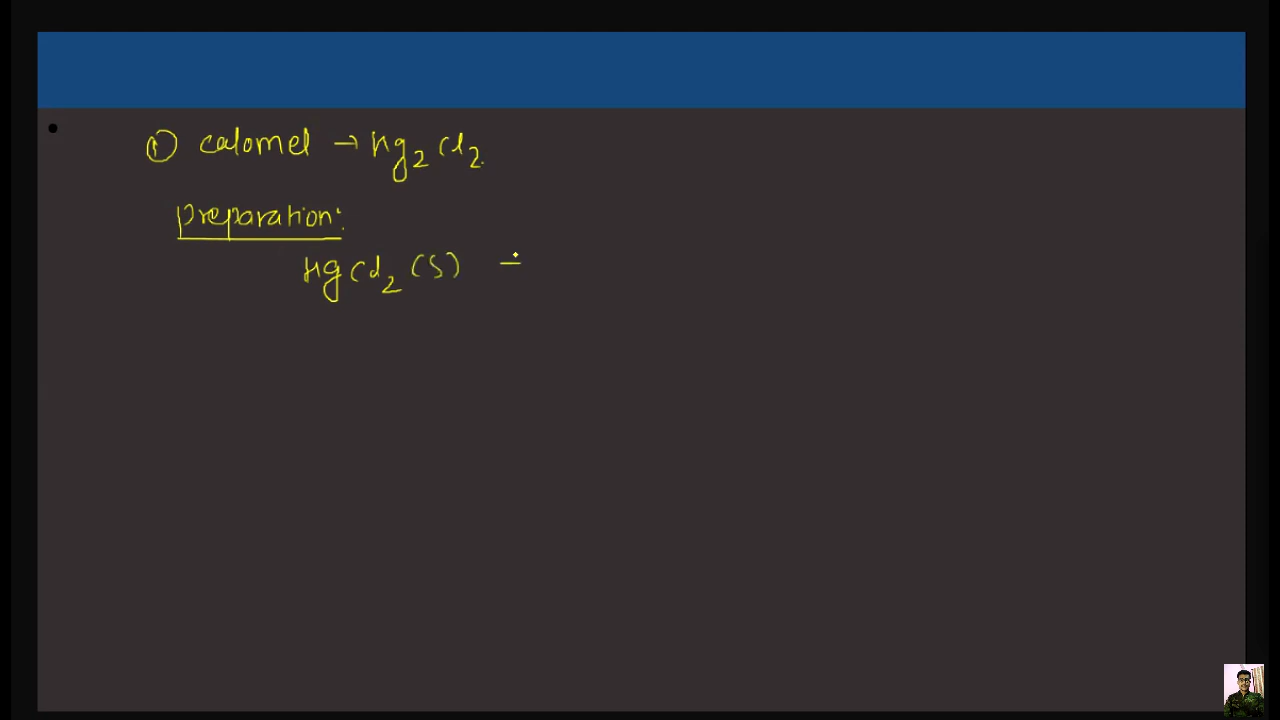 ① calomel → Hg₂Cl₂
preparation:
HgCl₂ (s) +